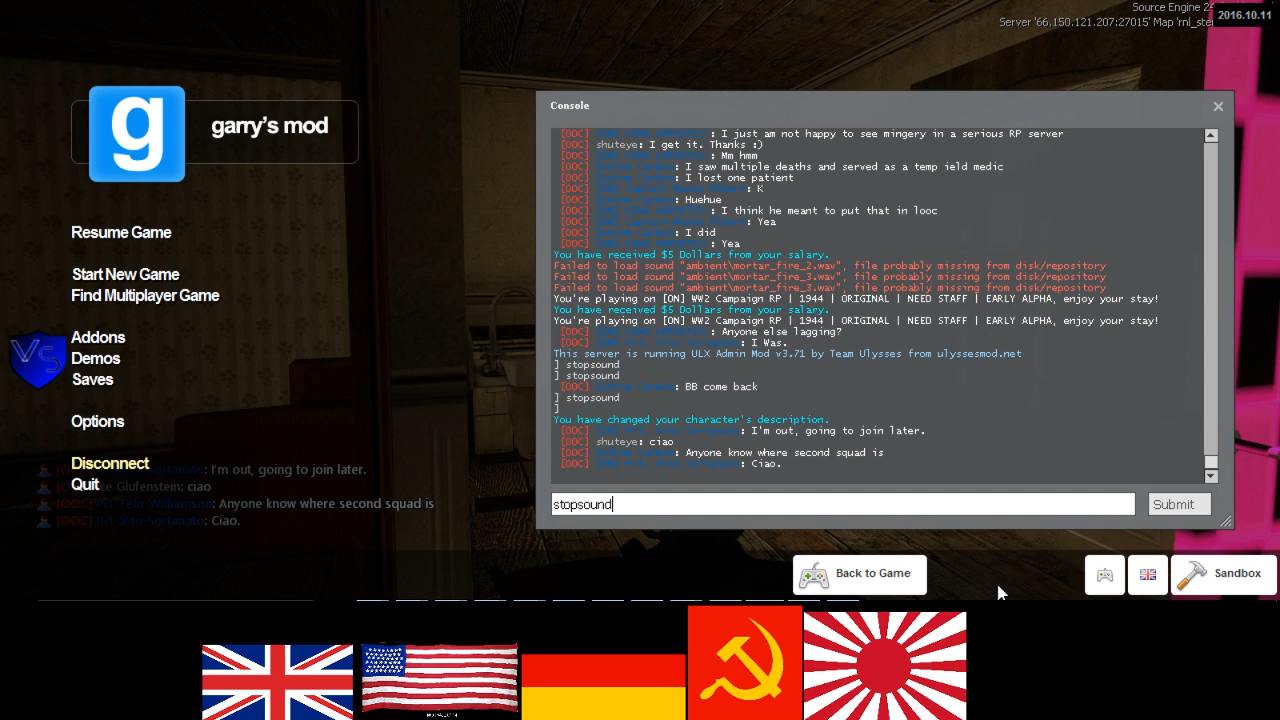 Source Engine 24
Server '66.150.121.207:27015' Map 'rnl_ste
2016.10.11
g
garry's mod
Resume Game
Start New Game
Find Multiplayer Game
VS
Addons
Demos
Saves
Options
Disconnect
Quit
: I'm out, going to join later.
Glufenstein: ciao
[OOC] Pvt. Felix Williamson: Anyone know where second squad is
[OOC] Pvt. Vito Sortanato: Ciao.
Console
[OOC] : I just am not happy to see mingery in a serious RP server
[OOC] shuteye: I get it. Thanks :)
[OOC] : Mm hmm
[OOC] : I saw multiple deaths and served as a temp ield medic
[OOC] : I lost one patient
[OOC] : K
[OOC] : Huehue
[OOC] : I think he meant to put that in looc
[OOC] : Yea
[OOC] : I did
[OOC] : Yea
You have received $5 Dollars from your salary.
Failed to load sound "ambient\mortar_fire_2.wav", file probably missing from disk/repository
Failed to load sound "ambient\mortar_fire_3.wav", file probably missing from disk/repository
Failed to load sound "ambient\mortar_fire_3.wav", file probably missing from disk/repository
You're playing on [ON] WW2 Campaign RP | 1944 | ORIGINAL | NEED STAFF | EARLY ALPHA, enjoy your stay!
You have received $5 Dollars from your salary.
You're playing on [ON] WW2 Campaign RP | 1944 | ORIGINAL | NEED STAFF | EARLY ALPHA, enjoy your stay!
[OOC] : Anyone else lagging?
[OOC] : I Was.
This server is running ULX Admin Mod v3.71 by Team Ulysses from ulyssesmod.net
] stopsound
] stopsound
[OOC] : BB come back
] stopsound
]
You have changed your character's description.
[OOC] : I'm out, going to join later.
[OOC] shuteye: ciao
[OOC] : Anyone know where second squad is
[OOC] : Ciao.
stopsound
Submit
Back to Game
Sandbox